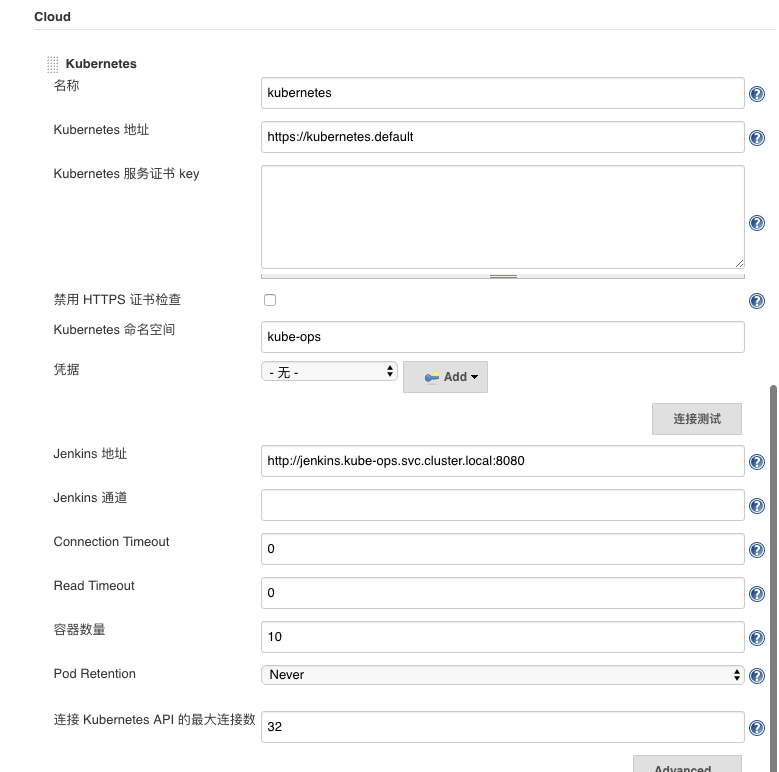 Cloud
Kubernetes
名称
kubernetes
Kubernetes 地址
https://kubernetes.default
Kubernetes 服务证书 key
禁用 HTTPS 证书检查
Kubernetes 命名空间
kube-ops
凭据
- 无 -
Add
连接测试
Jenkins 地址
http://jenkins.kube-ops.svc.cluster.local:8080
Jenkins 通道
Connection Timeout
0
Read Timeout
0
容器数量
10
Pod Retention
Never
连接 Kubernetes API 的最大连接数
32
Advanced...